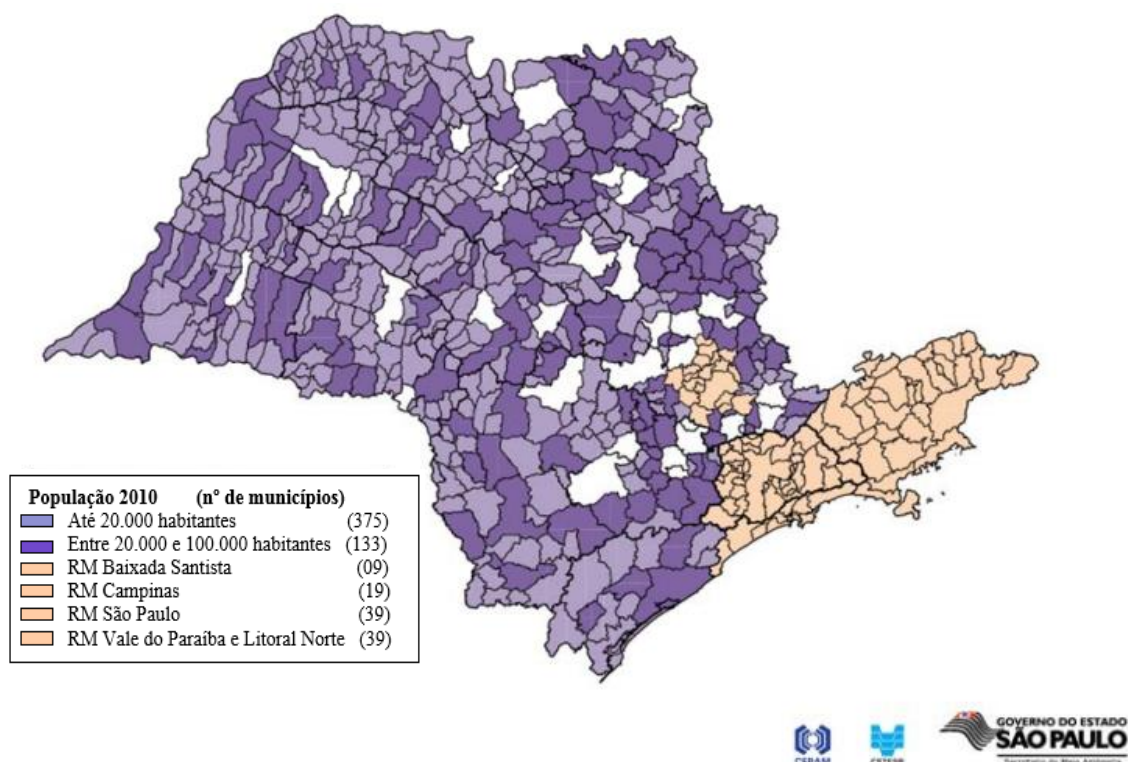 População 2010 (nº de municípios)
Até 20.000 habitantes (375)
Entre 20.000 e 100.000 habitantes (133)
RM Baixada Santista (09)
RM Campinas (19)
RM São Paulo (39)
RM Vale do Paraíba e Litoral Norte (39)
GOVERNO DO ESTADO
SÃO PAULO